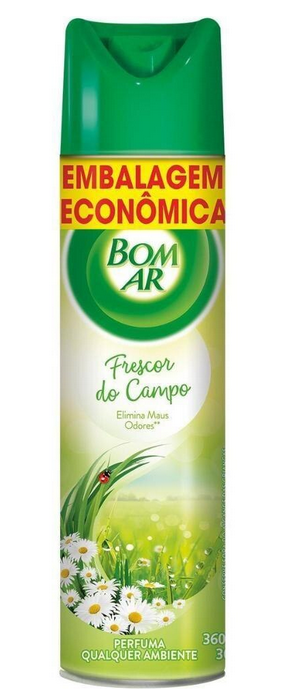 EMBALAGEM
ECONÔMICA
BOM
AR
Frescor
do Campo
Elimina Maus
Odores**
PERFUMA
QUALQUER AMBIENTE
360